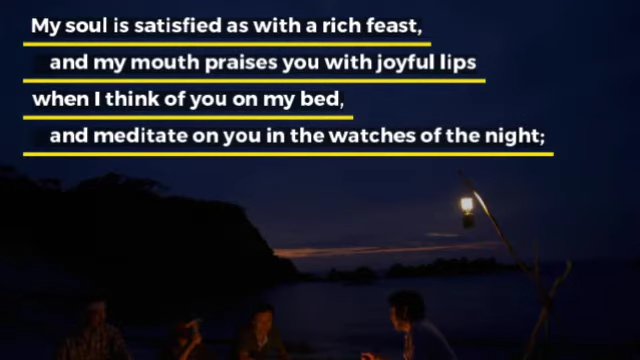 My soul is satisfied as with a rich feast,
and my mouth praises you with joyful lips
when I think of you on my bed,
and meditate on you in the watches of the night;